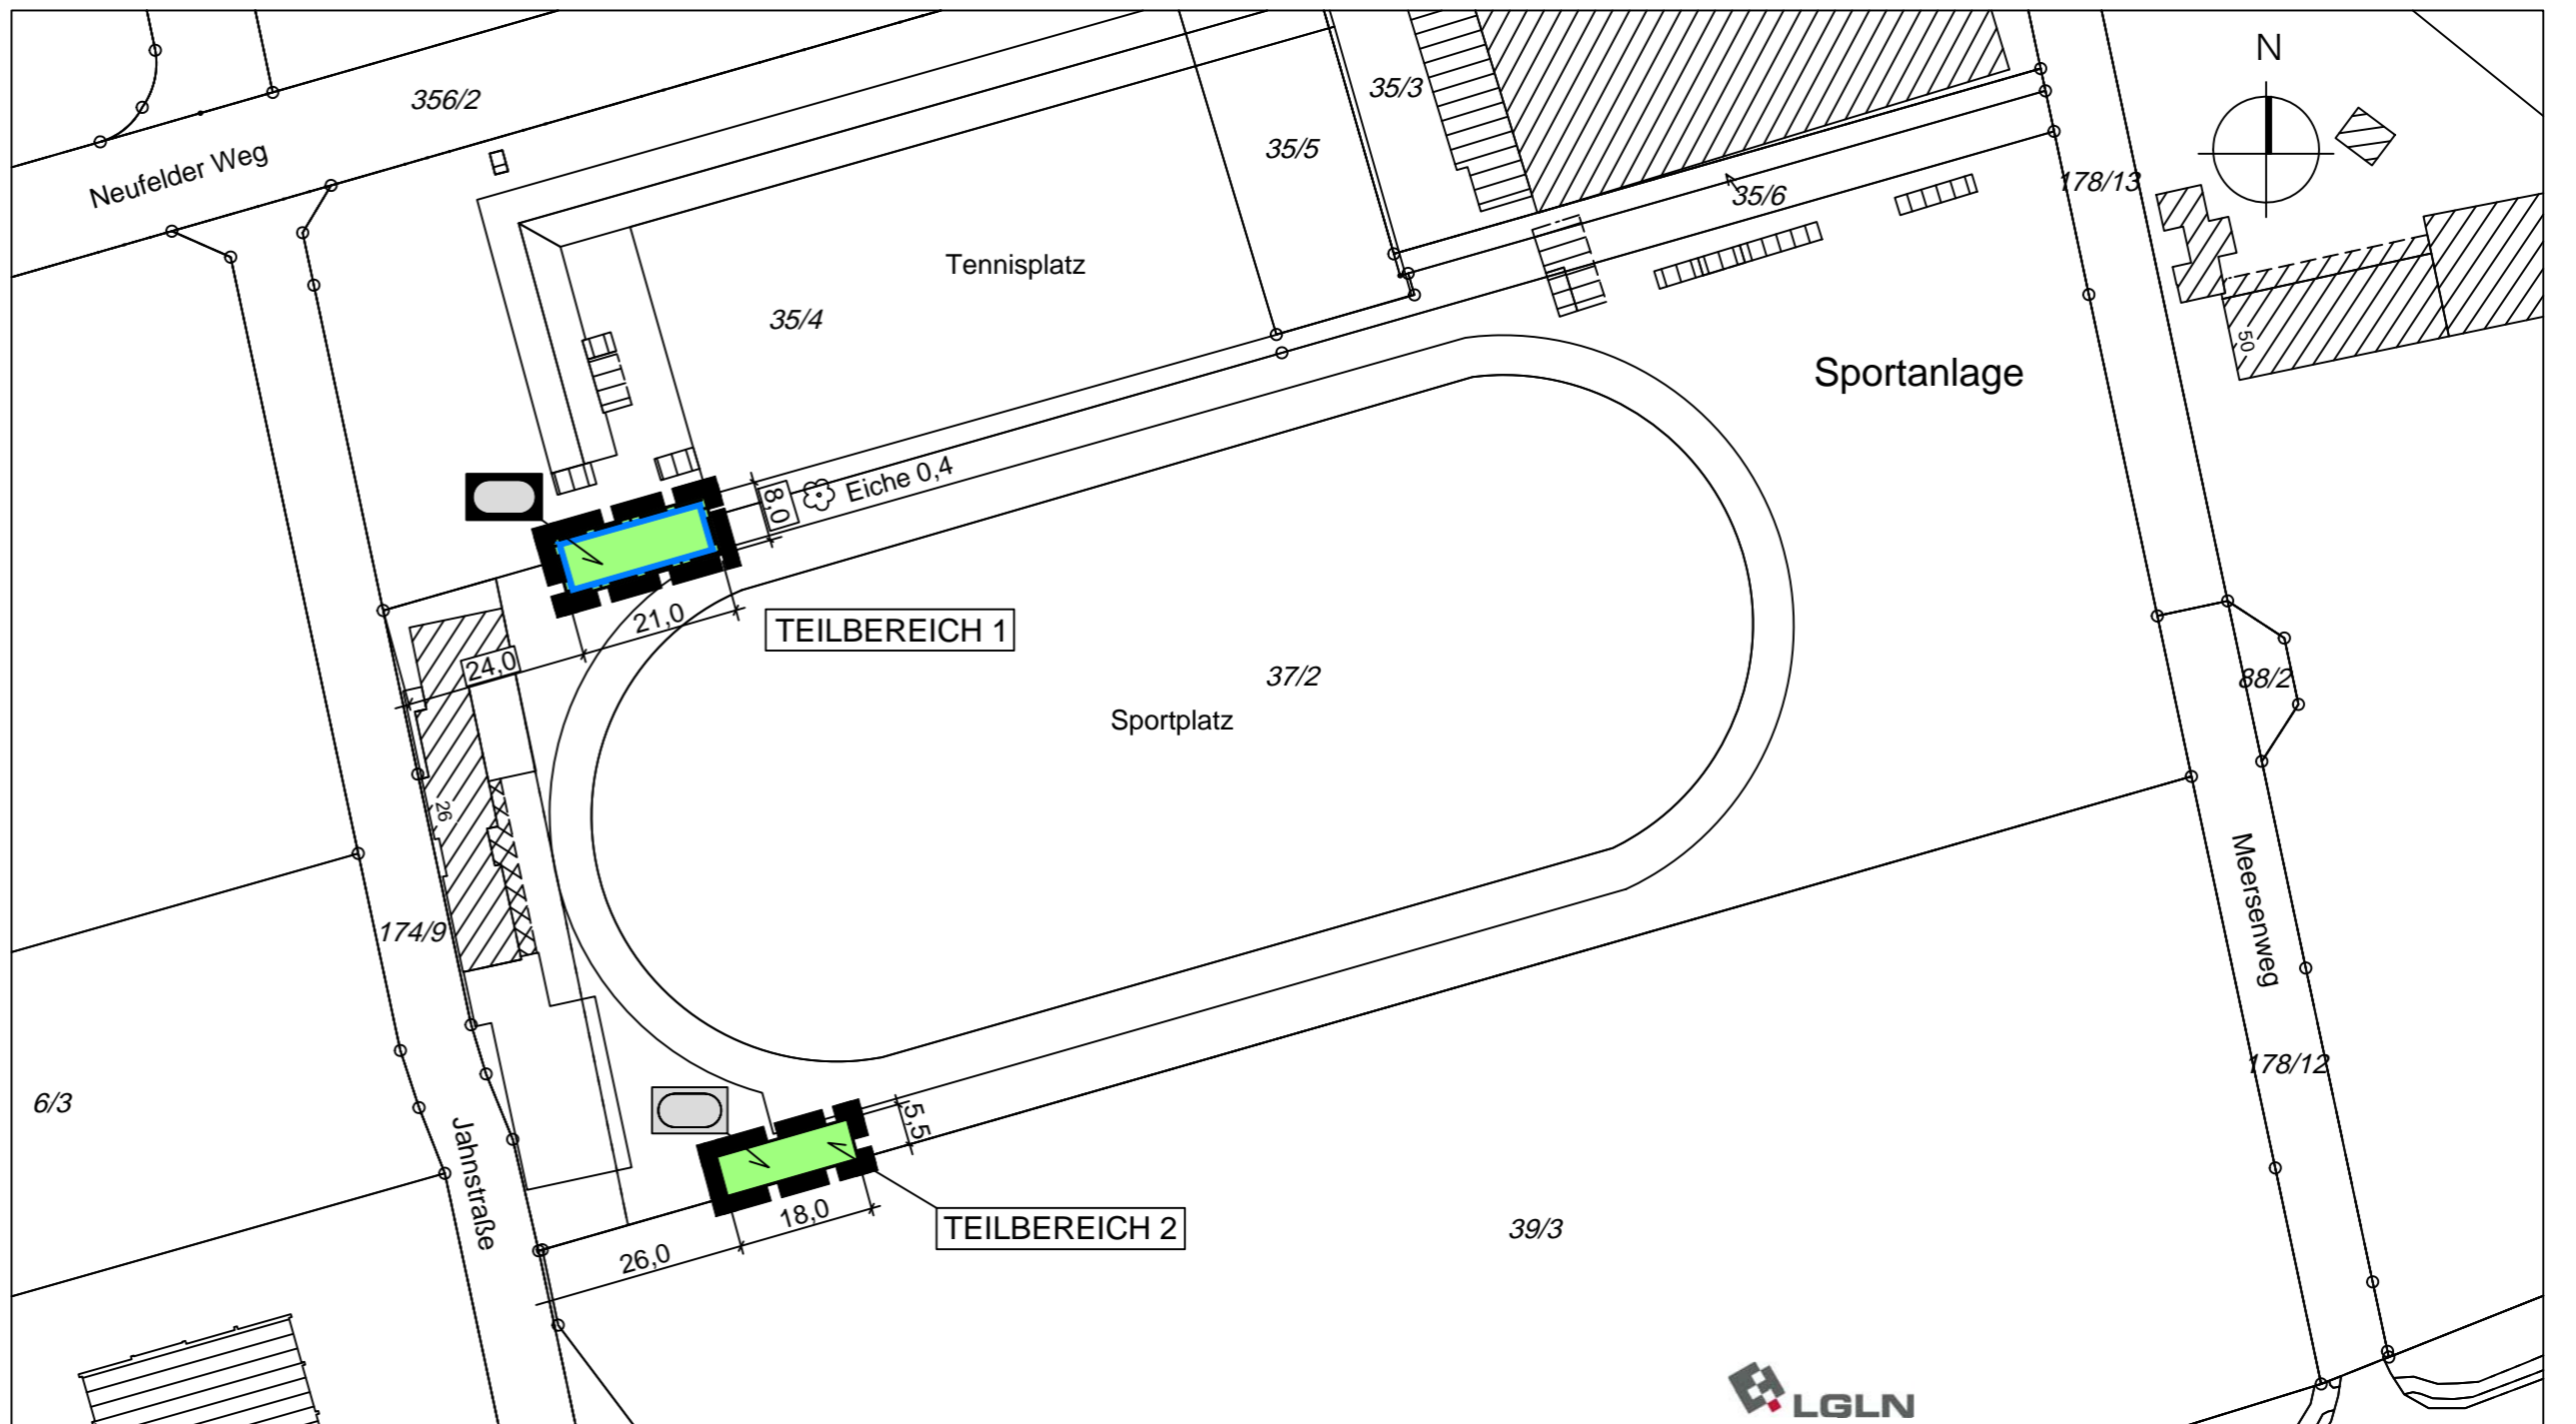 N
356/2
35/3
35/5
Neufelder Weg
35/6
178/13
Tennisplatz
35/4
50
Sportanlage
Eiche 0,4
8,0
21,0
TEILBEREICH 1
24,0
37/2
88/2
Sportplatz
26
174/9
Meersenweg
178/12
6/3
Jahnstraße
5,5
18,0
TEILBEREICH 2
39/3
26,0
LGLN